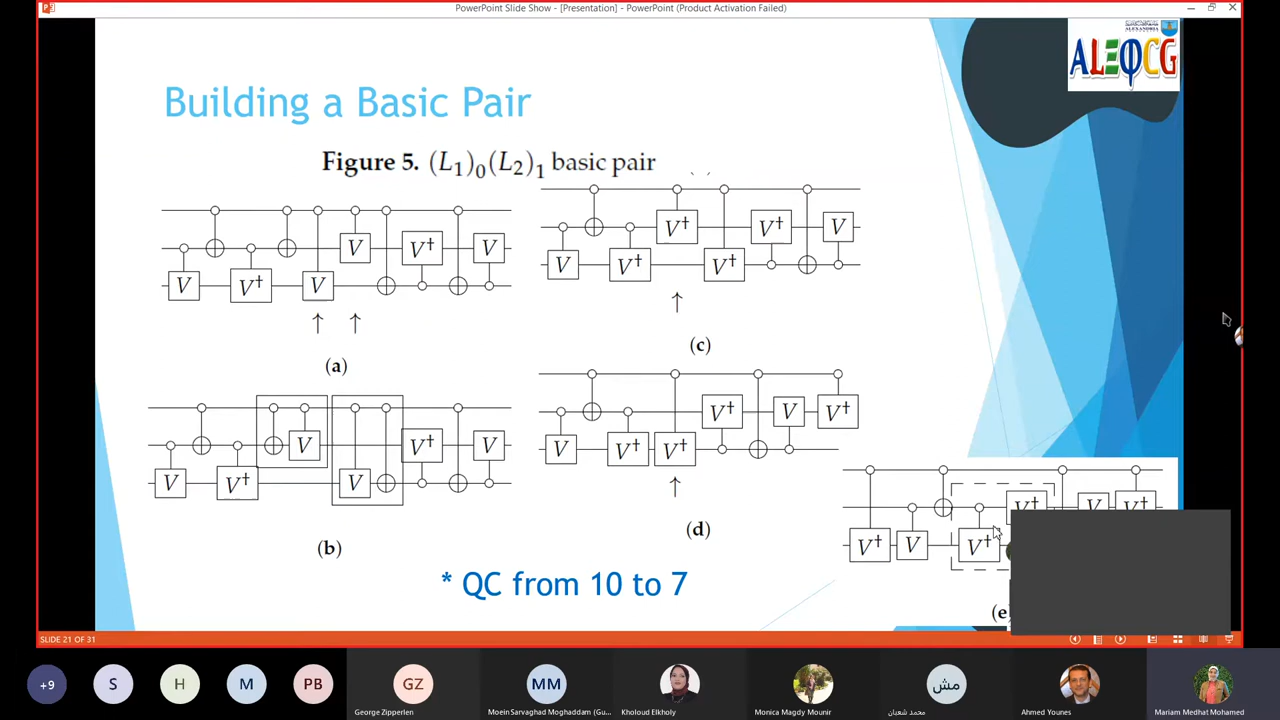 PowerPoint Slide Show - [Presentation] - PowerPoint (Product Activation Failed)
ALEXANDRIA
ALEφCG
Building a Basic Pair
Figure 5. (L₁)₀(L₂)₁ basic pair
V V† V V V† V
(a)
V V† V† V† V† V
(c)
V V† V V V† V
(b)
V V† V† V† V V†
(d)
V† V V† V† V V†
(e
* QC from 10 to 7
SLIDE 21 OF 31
+9
S
H
M
PB
GZ
MM
مش
George Zipperlen
Moein Sarvaghad Moghaddam (Gu...
Kholoud Elkholy
Monica Magdy Mounir
محمد شعبان
Ahmed Younes
Mariam Medhat Mohamed